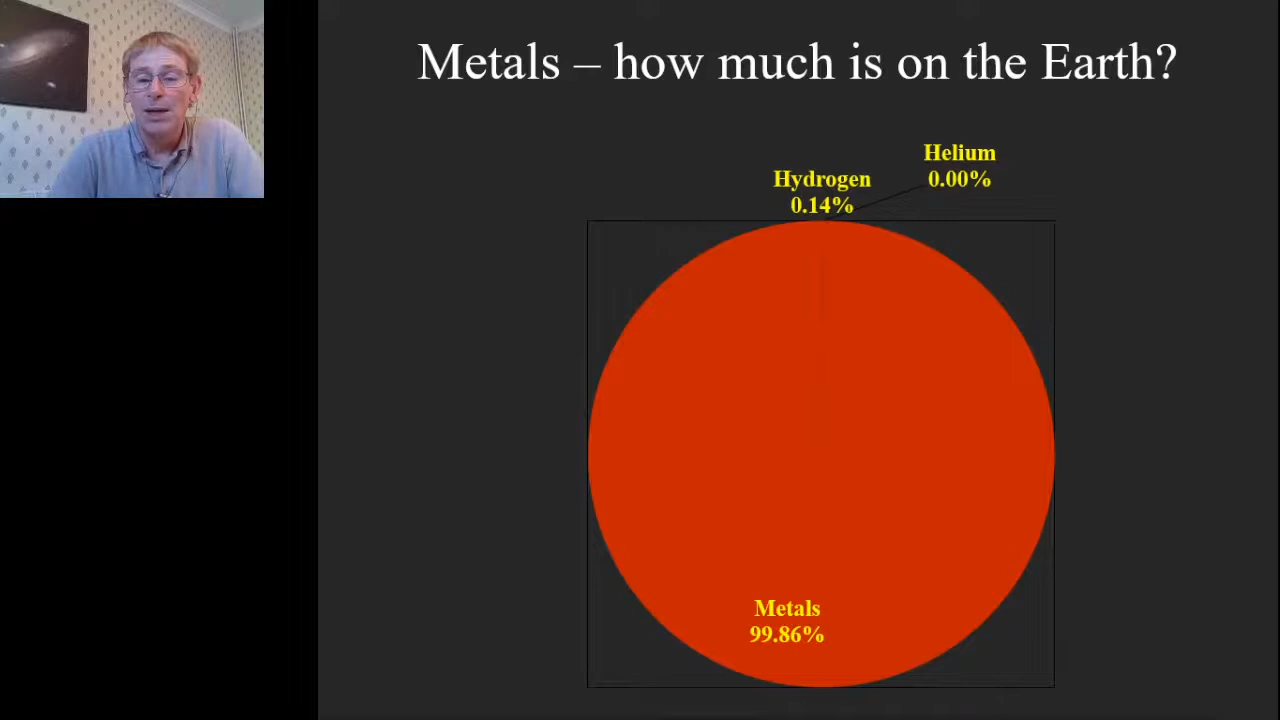 Metals – how much is on the Earth?
Helium
0.00%
Hydrogen
0.14%
Metals
99.86%